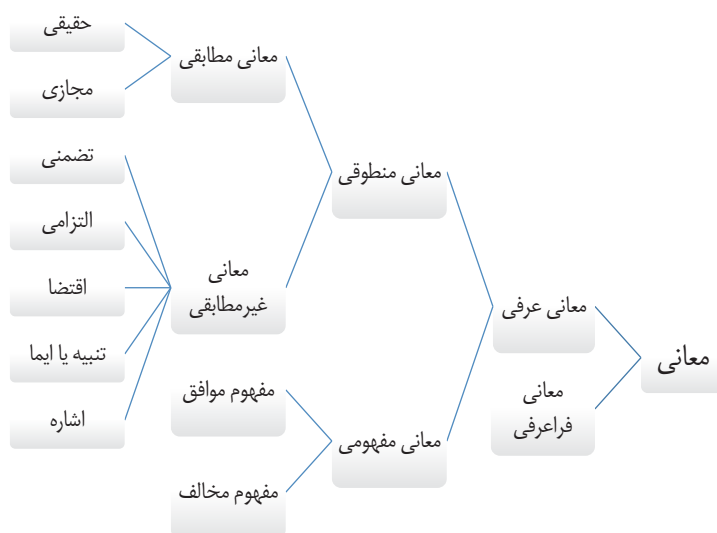 معانی
معانی عرفی
معانی
فراعرفی
معانی منطوقی
معانی مفهومی
معانی مطابقی
معانی
غیرمطابقی
مفهوم موافق
مفهوم مخالف
حقیقی
مجازی
تضمنی
التزامی
اقتضا
تنبیه یا ایما
اشاره